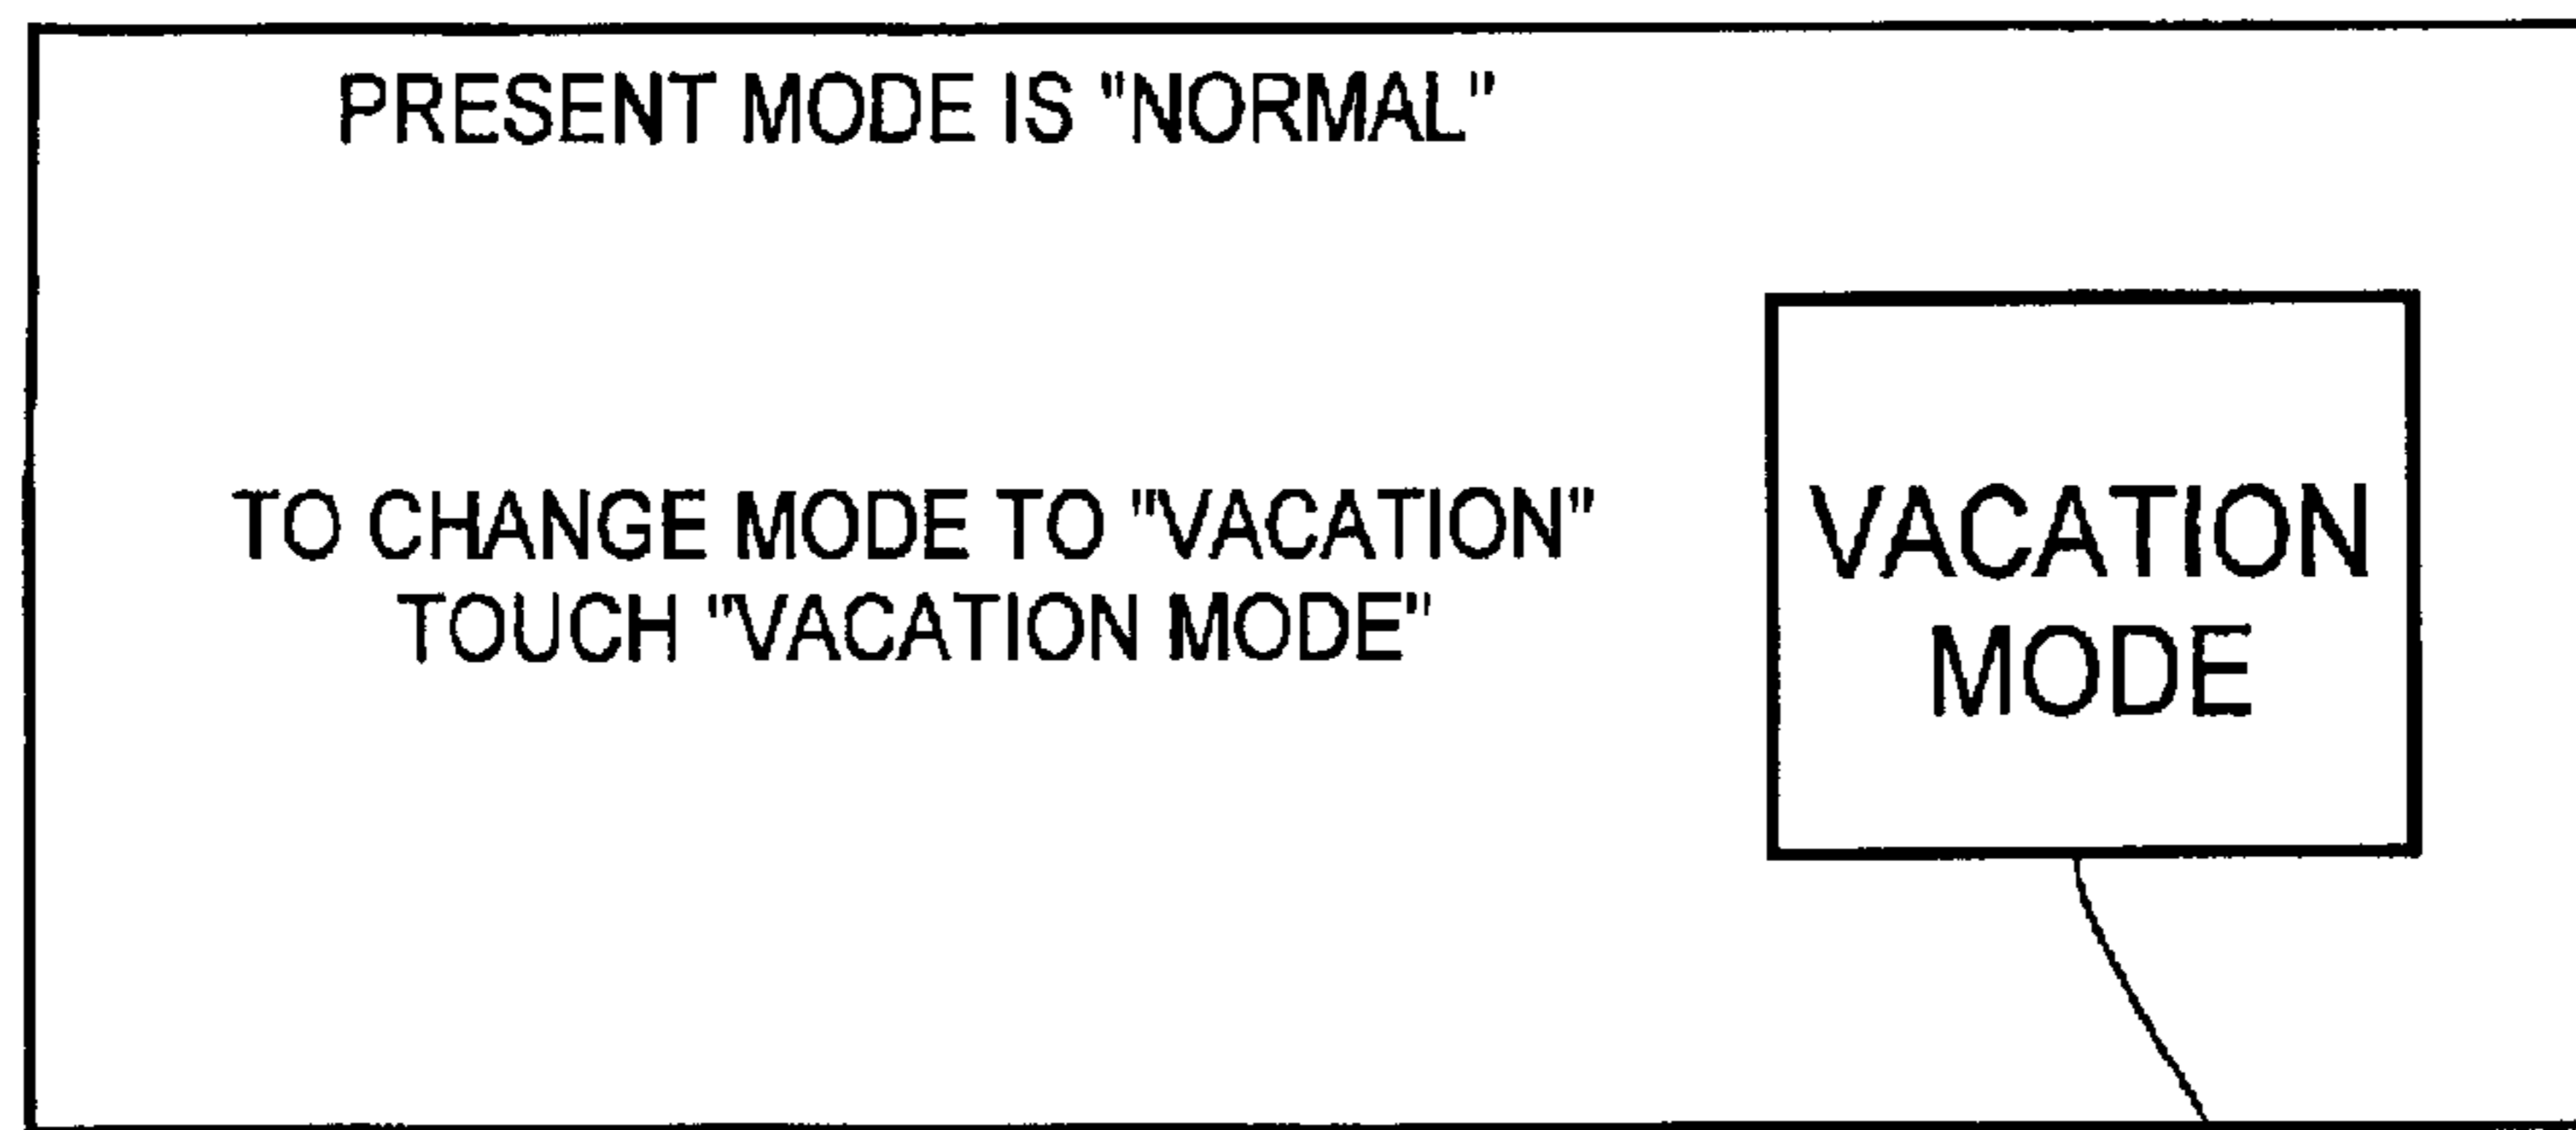 PRESENT MODE IS "NORMAL"
TO CHANGE MODE TO "VACATION"
TOUCH "VACATION MODE"
VACATION
MODE